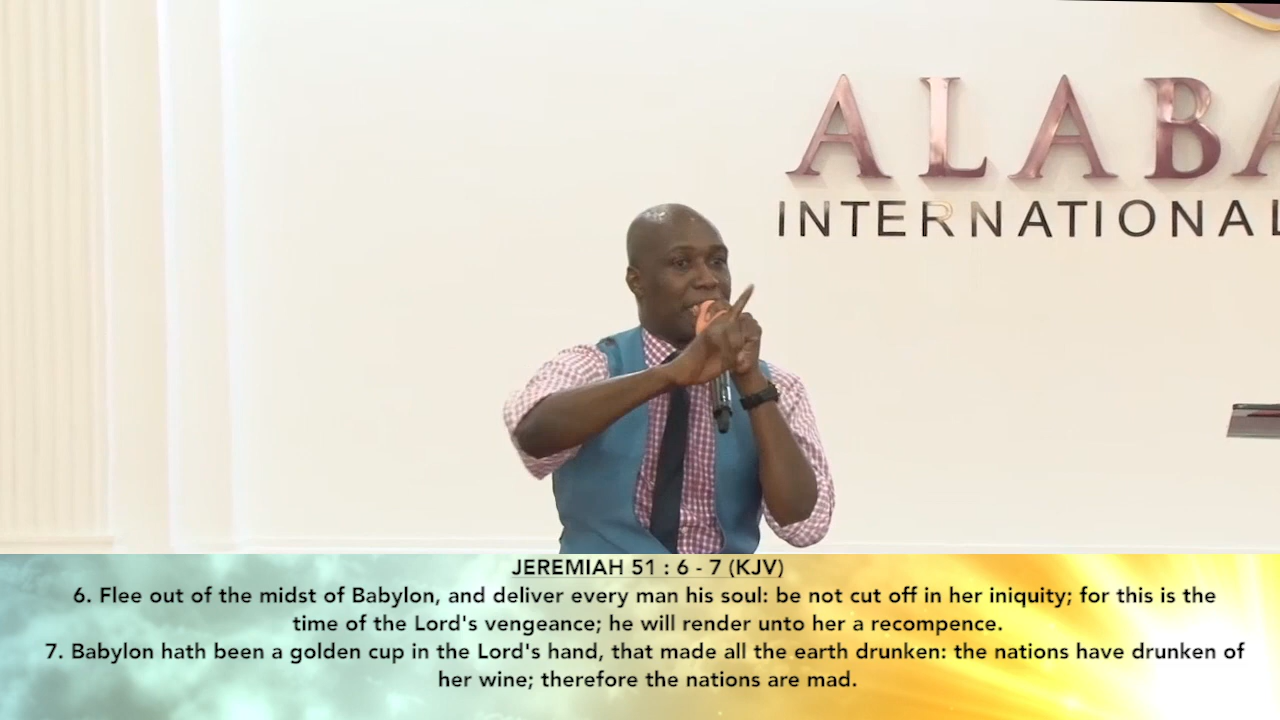 ALABA
INTERNATIONAL
JEREMIAH 51 : 6 - 7 (KJV)
6. Flee out of the midst of Babylon, and deliver every man his soul: be not cut off in her iniquity; for this is the
time of the Lord's vengeance; he will render unto her a recompence.
7. Babylon hath been a golden cup in the Lord's hand, that made all the earth drunken: the nations have drunken of
her wine; therefore the nations are mad.